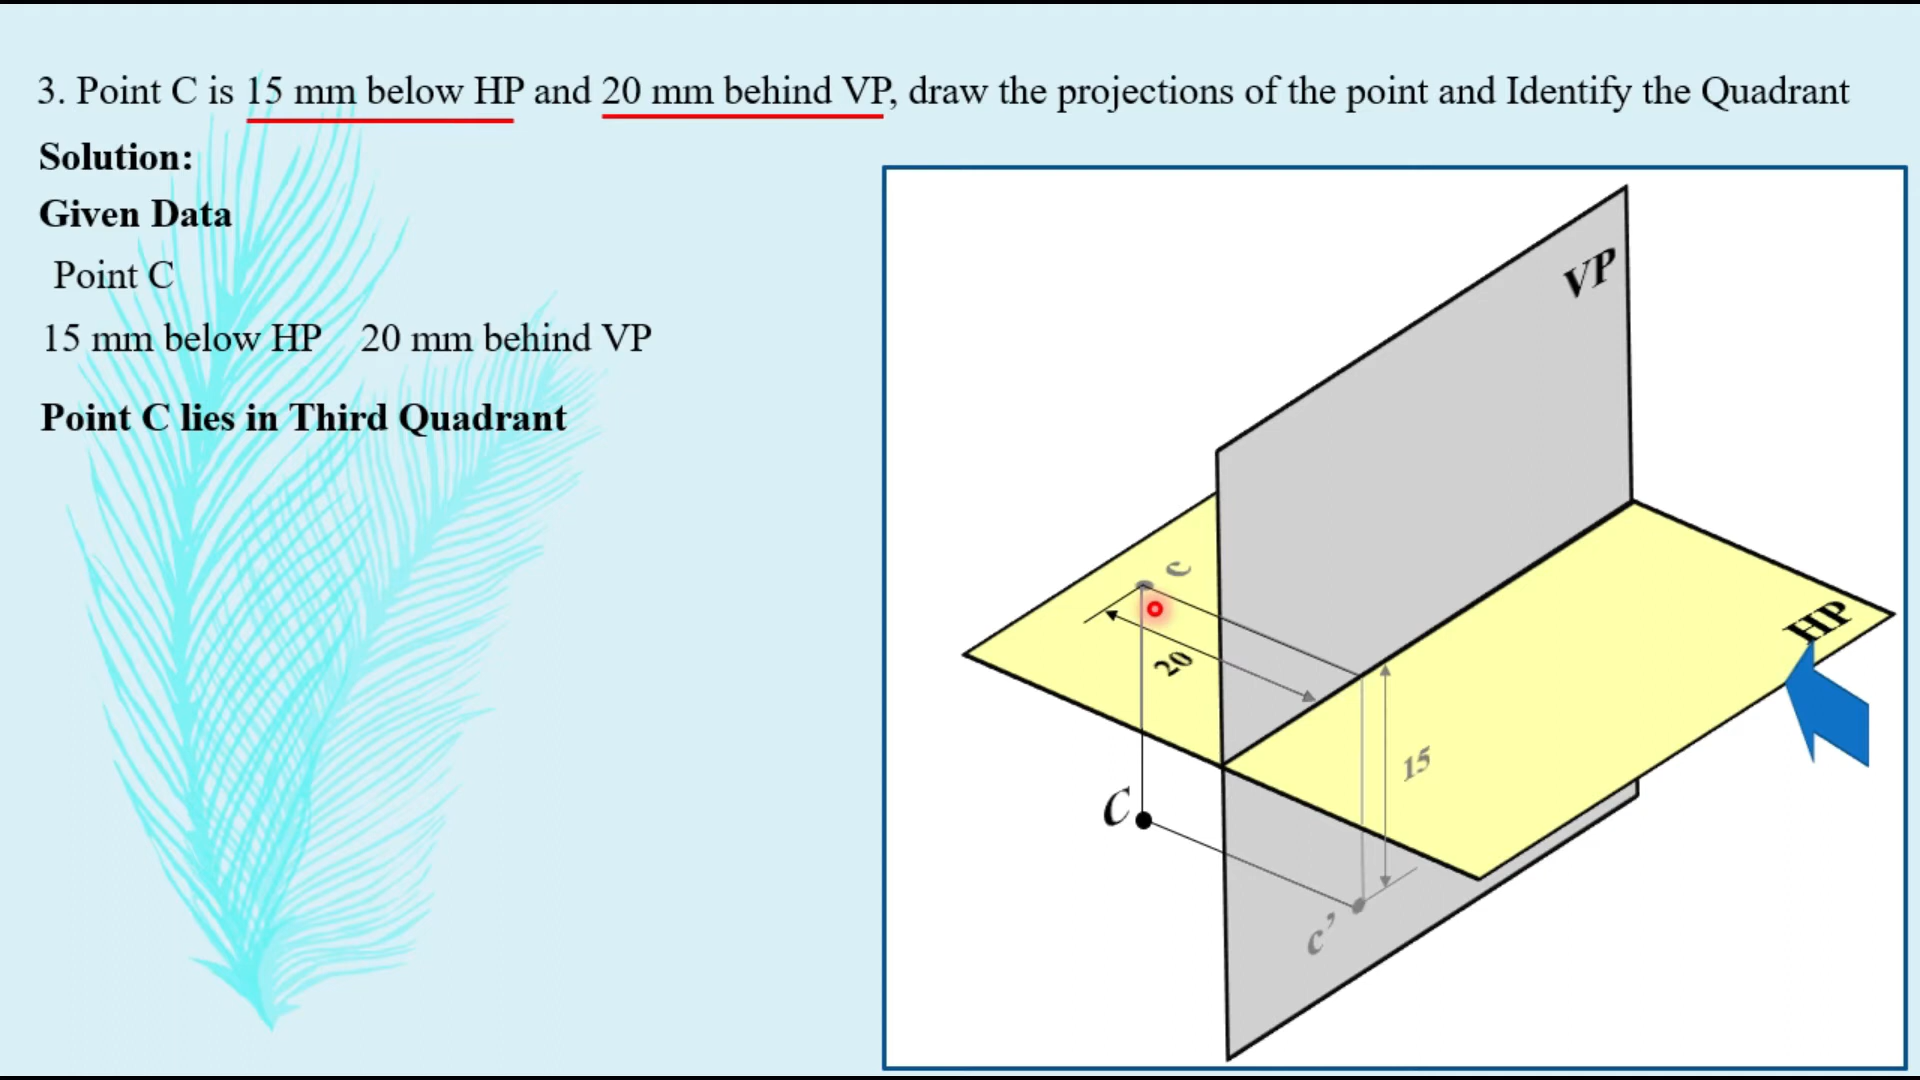 3. Point C is 15 mm below HP and 20 mm behind VP, draw the projections of the point and Identify the Quadrant
Solution:
Given Data
Point C
15 mm below HP 20 mm behind VP
Point C lies in Third Quadrant
VP
c
HP
20
15
C
c’